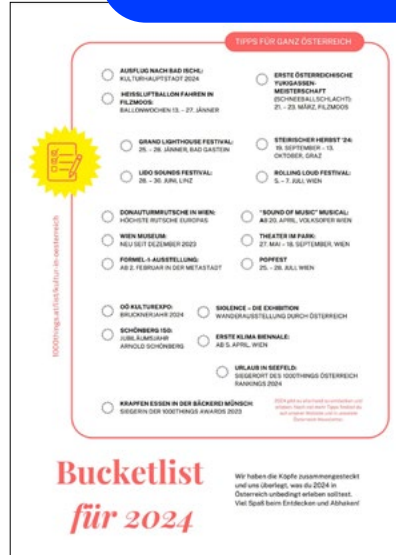 TIPPS FÜR GANZ ÖSTERREICH
AUSFLUG NACH BAD ISCHL:
KULTURHAUPTSTADT 2024
HEISSLUFTBALLON FAHREN IN
FILZMOOS:
BALLONWOCHEN 13. – 27. JÄNNER
ERSTE ÖSTERREICHISCHE
YUKIGASSEN-
MEISTERSCHAFT
(SCHNEEBALLSCHLACHT):
21. – 23. MÄRZ, FILZMOOS
GRAND LIGHTHOUSE FESTIVAL:
25. – 28. JÄNNER, BAD GASTEIN
STEIRISCHER HERBST '24:
19. SEPTEMBER – 13.
OKTOBER, GRAZ
LIDO SOUNDS FESTIVAL:
28. – 30. JUNI, LINZ
ROLLING LOUD FESTIVAL:
5. – 7. JULI, WIEN
DONAUTURMRUTSCHE IN WIEN:
HÖCHSTE RUTSCHE EUROPAS
"SOUND OF MUSIC" MUSICAL:
AB 20. APRIL, VOLKSOPER WIEN
WIEN MUSEUM:
NEU SEIT DEZEMBER 2023
THEATER IM PARK:
27. MAI – 18. SEPTEMBER, WIEN
FORMEL-1-AUSSTELLUNG:
AB 2. FEBRUAR IN DER METASTADT
POPFEST
25. – 28. JULI, WIEN
OÖ KULTUREXPO:
BRUCKNERJAHR 2024
SIOLENCE – DIE EXHIBITION
WANDERAUSSTELLUNG DURCH ÖSTERREICH
SCHÖNBERG 150:
JUBILÄUMSJAHR
ARNOLD SCHÖNBERG
ERSTE KLIMA BIENNALE:
AB 5. APRIL, WIEN
URLAUB IN SEEFELD:
SIEGERORT DES 1000THINGS ÖSTERREICH
RANKINGS 2024
KRAPFEN ESSEN IN DER BÄCKEREI MÜNSCH:
SIEGERIN DER 1000THINGS AWARDS 2023
1000things.at/list/kultur-in-oesterreich
Bucketlist
für 2024
Wir haben die Köpfe zusammengesteckt
und uns überlegt, was du 2024 in
Österreich unbedingt erleben solltest.
Viel Spaß beim Entdecken und Abhaken!